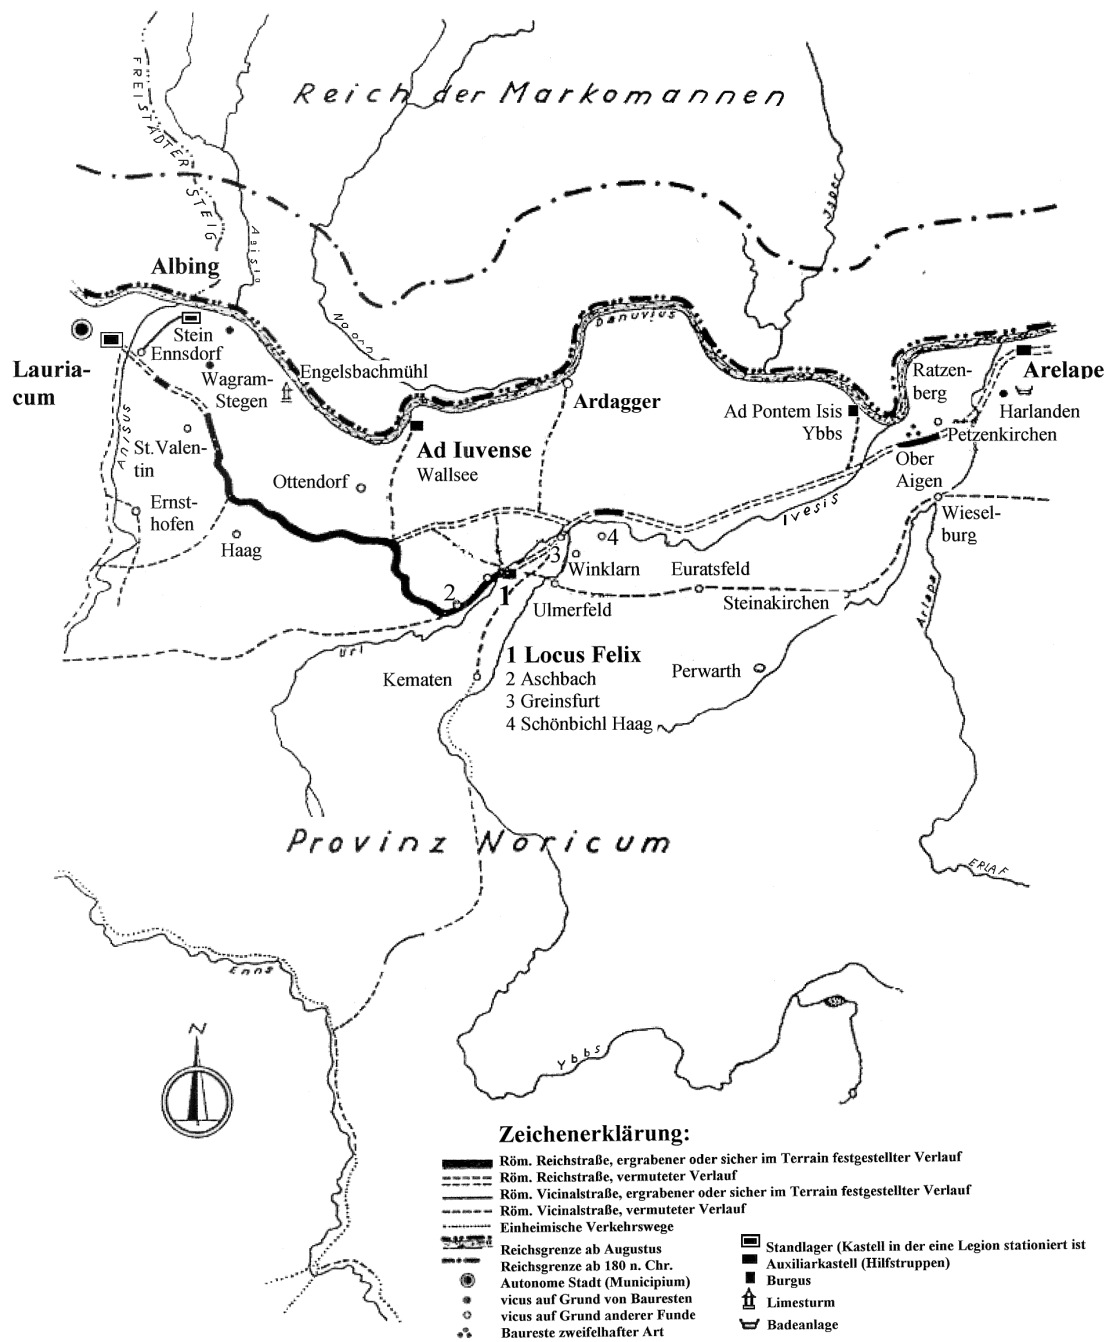 FREISTÄDTER STEIG
Reich der Markomannen
Aaista
Isper
Albing
Naonn
Danuvius
Stein
Ennsdorf
Lauria-
cum
Wagram-
Stegen
Engelsbachmühl
Ratzen-
berg
Arelape
Ardagger
Ad Pontem Isis
Ybbs
Harlanden
Petzenkirchen
Anisus
St.Valen-
tin
Ad Iuvense
Wallsee
Ober
Aigen
Ottendorf
Ivesis
Ernst-
hofen
Wiesel-
burg
Haag
4
3
Winklarn
Euratsfeld
2
1
Ulmerfeld
Steinakirchen
Arlapa
Url
1 Locus Felix
Kematen
2 Aschbach
Perwarth
3 Greinsfurt
4 Schönbichl Haag
Provinz Noricum
ERLAF
Enns
N
Ybbs
Zeichenerklärung:
Röm. Reichstraße, ergrabener oder sicher im Terrain festgestellter Verlauf
Röm. Reichstraße, vermuteter Verlauf
Röm. Vicinalstraße, ergrabener oder sicher im Terrain festgestellter Verlauf
Röm. Vicinalstraße, vermuteter Verlauf
Einheimische Verkehrswege
Reichsgrenze ab Augustus
Reichsgrenze ab 180 n. Chr.
Autonome Stadt (Municipium)
vicus auf Grund von Bauresten
vicus auf Grund anderer Funde
Baureste zweifelhafter Art
Standlager (Kastell in der eine Legion stationiert ist
Auxiliarkastell (Hilfstruppen)
Burgus
Limesturm
Badeanlage